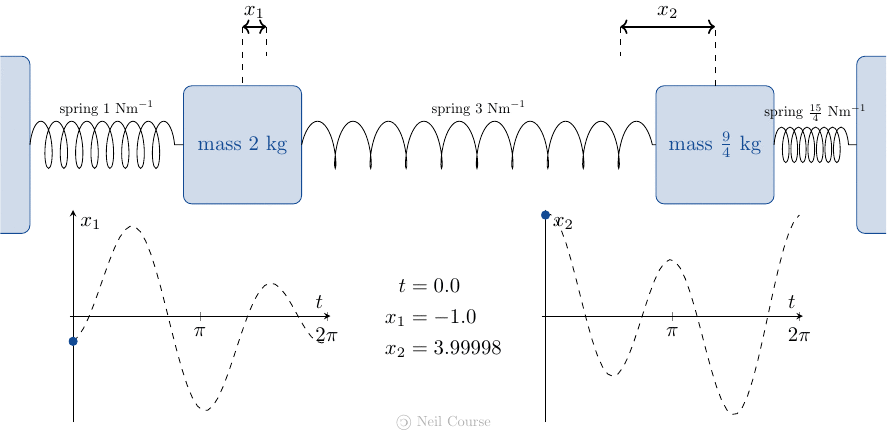 x₁
x₂
spring 1 Nm⁻¹
spring 3 Nm⁻¹
spring 15/4 Nm⁻¹
mass 2 kg
mass 9/4 kg
x₁
t
π
2π
t = 0.0
x₁ = −1.0
x₂ = 3.99998
x₂
t
π
2π
🄯 Neil Course